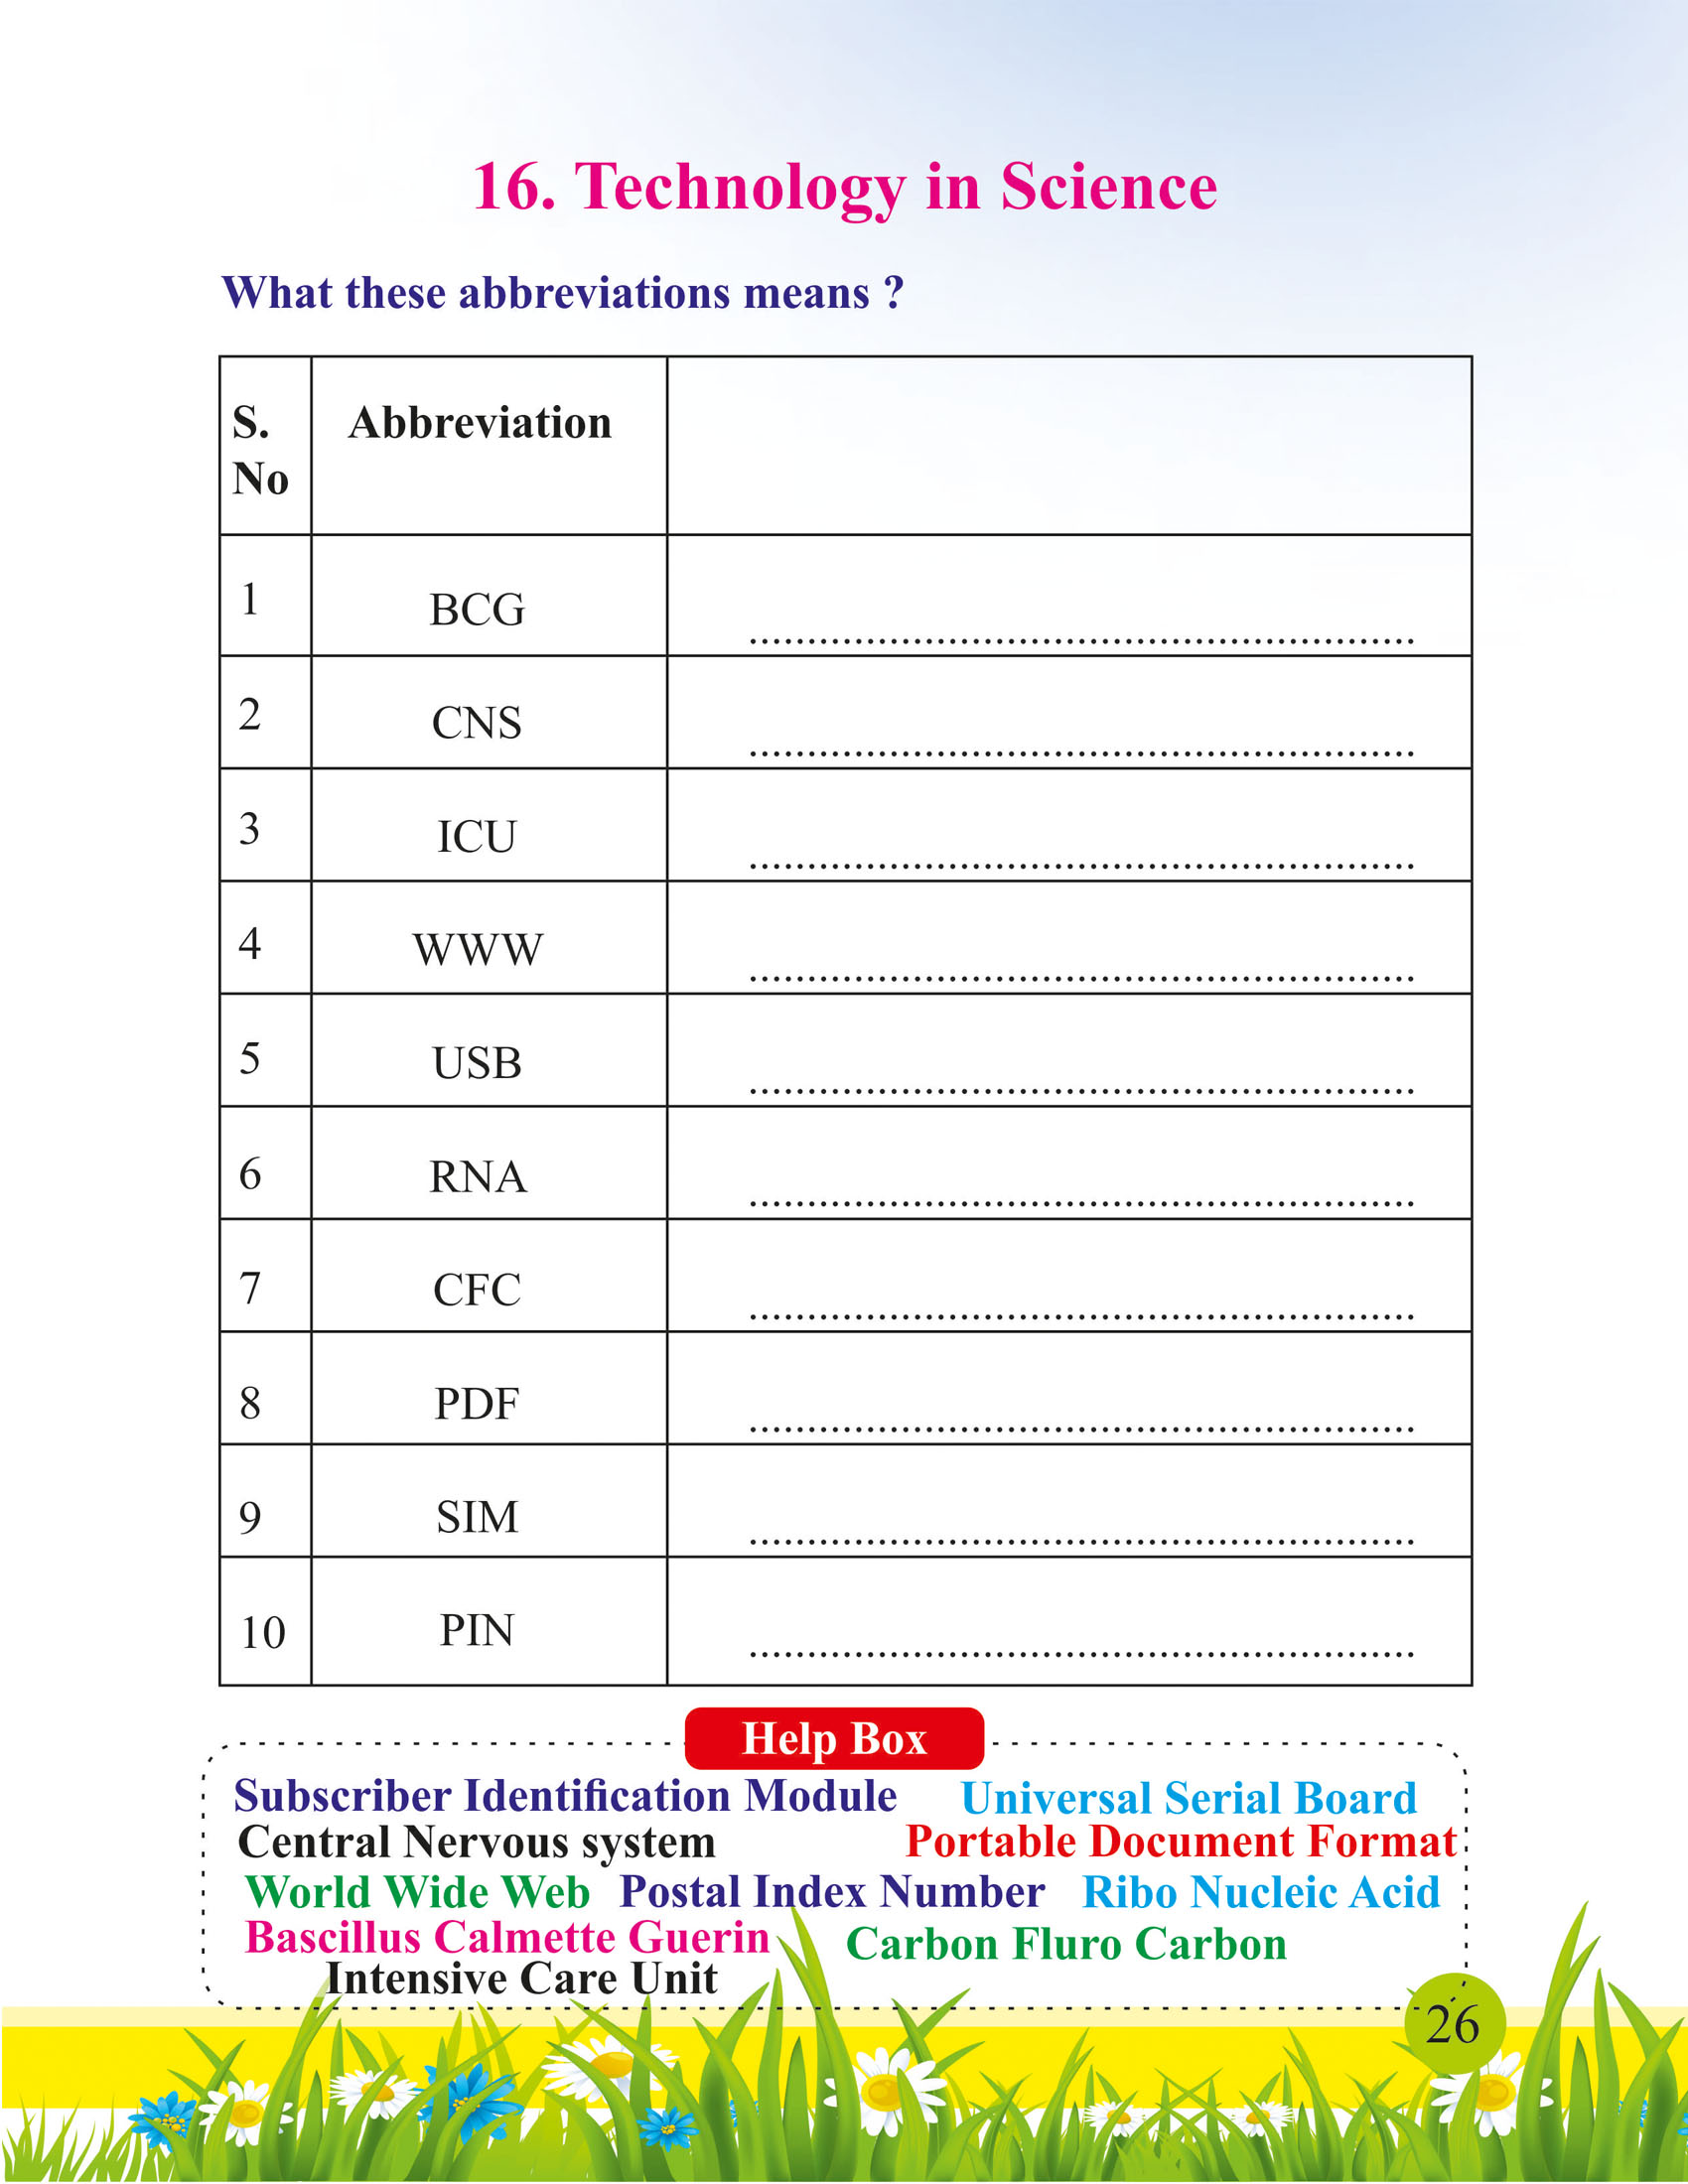 16. Technology in Science
What these abbreviations means ?
S. No Abbreviation
1 BCG ..........................................................
2 CNS ..........................................................
3 ICU ..........................................................
4 WWW ..........................................................
5 USB ..........................................................
6 RNA ..........................................................
7 CFC ..........................................................
8 PDF ..........................................................
9 SIM ..........................................................
10 PIN ..........................................................
Help Box
Subscriber Identification Module Universal Serial Board
Central Nervous system Portable Document Format
World Wide Web Postal Index Number Ribo Nucleic Acid
Bascillus Calmette Guerin Carbon Fluro Carbon
Intensive Care Unit
26